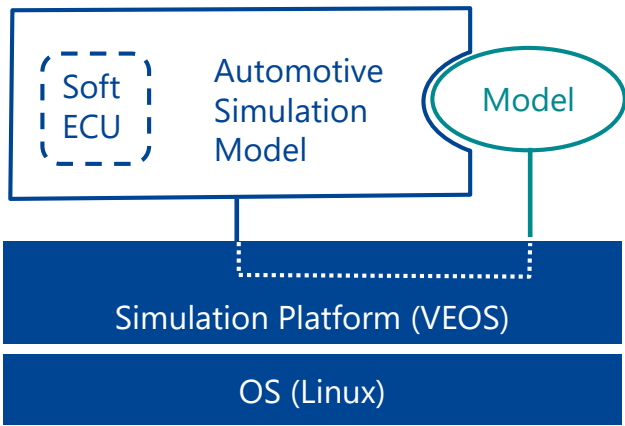 Soft
ECU
Automotive
Simulation
Model
Model
Simulation Platform (VEOS)
OS (Linux)